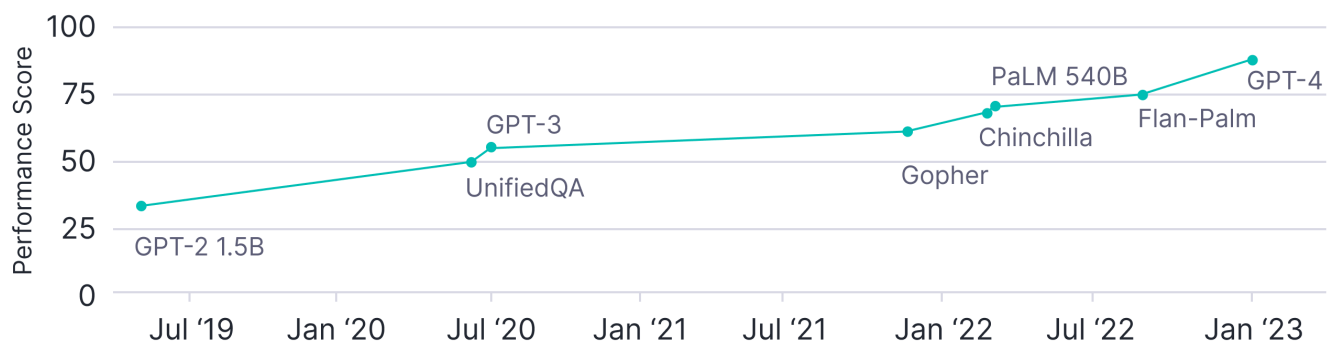 100
75
50
25
0
Performance Score
GPT-2 1.5B
UnifiedQA
GPT-3
Gopher
Chinchilla
PaLM 540B
Flan-Palm
GPT-4
Jul ‘19 Jan ‘20 Jul ‘20 Jan ‘21 Jul ‘21 Jan ‘22 Jul ‘22 Jan ‘23